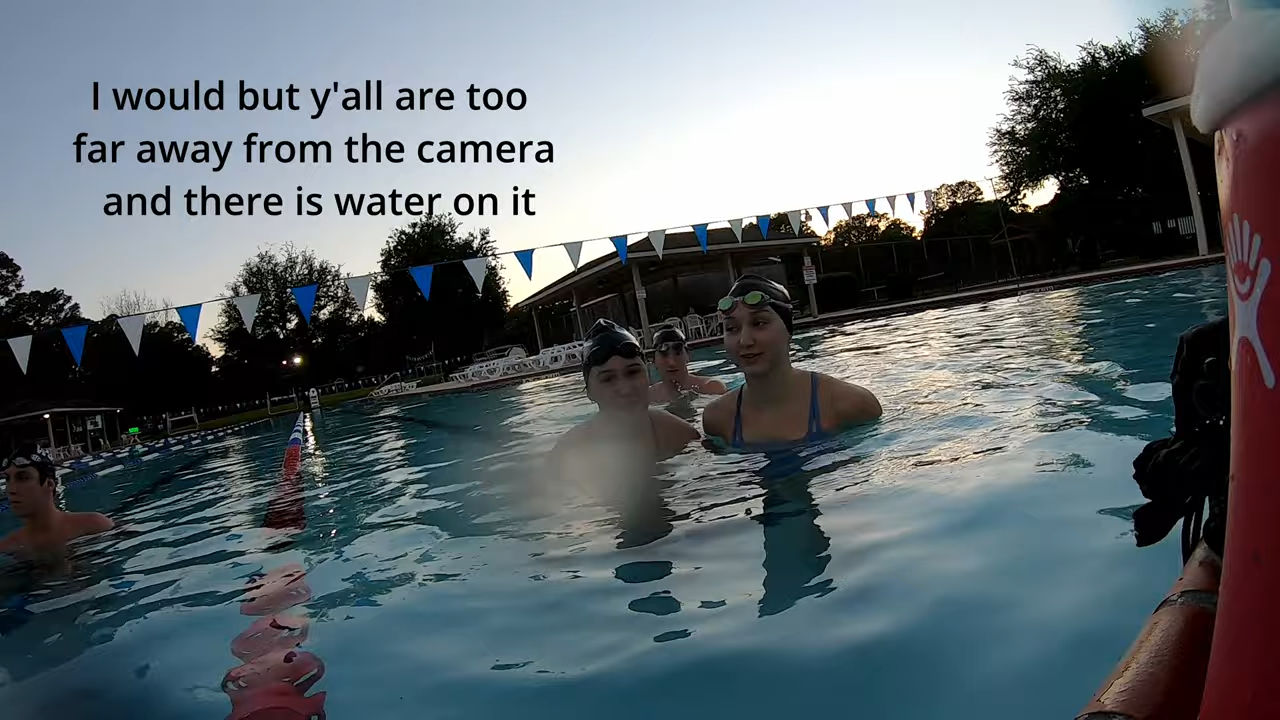 I would but y'all are too
far away from the camera
and there is water on it